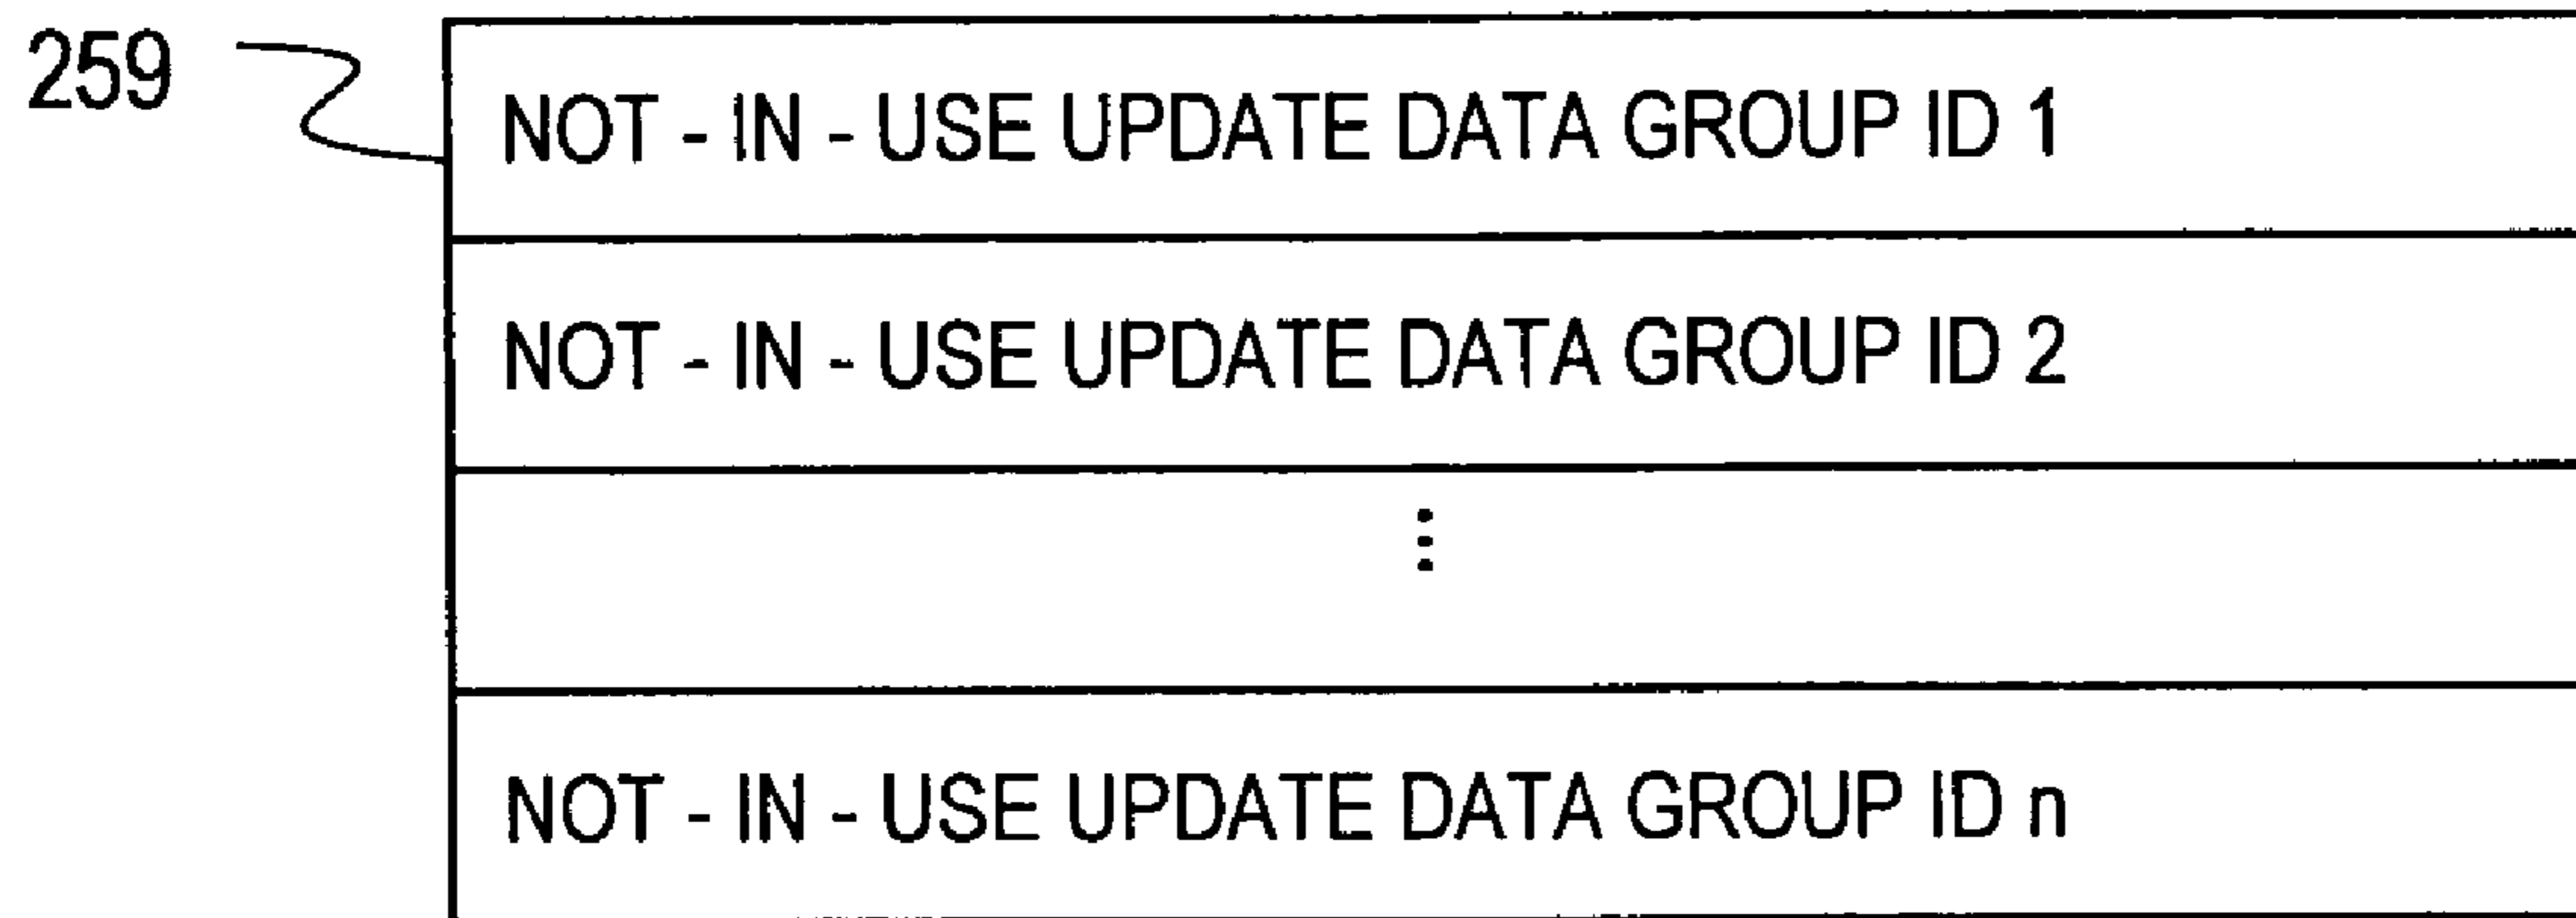 259
NOT - IN - USE UPDATE DATA GROUP ID 1
NOT - IN - USE UPDATE DATA GROUP ID 2
⋮
NOT - IN - USE UPDATE DATA GROUP ID n